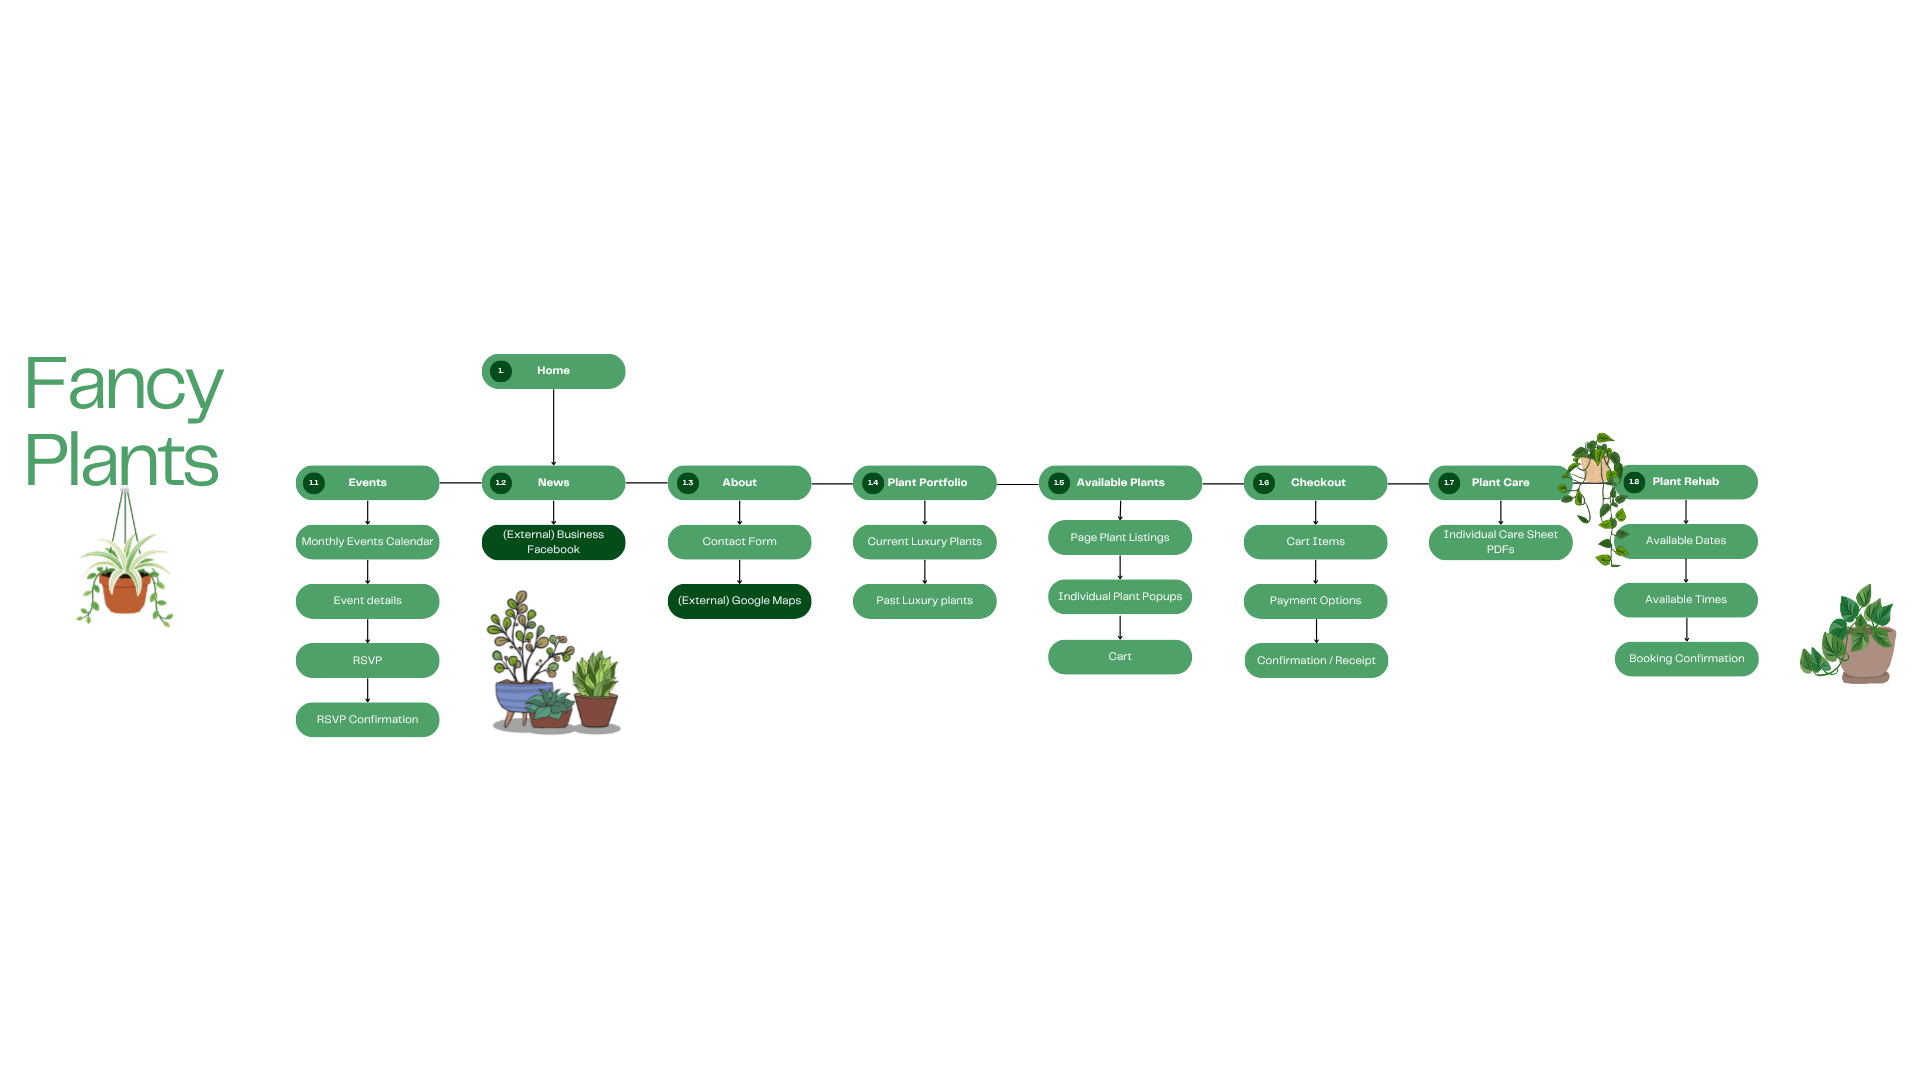 Fancy
Plants
1.
Home
1.1
Events
1.2
News
1.3
About
1.4
Plant Portfolio
1.5
Available Plants
1.6
Checkout
1.7
Plant Care
1.8
Plant Rehab
Monthly Events Calendar
Event details
RSVP
RSVP Confirmation
(External) Business
Facebook
Contact Form
(External) Google Maps
Current Luxury Plants
Past Luxury plants
Page Plant Listings
Individual Plant Popups
Cart
Cart Items
Payment Options
Confirmation / Receipt
Individual Care Sheet
PDFs
Available Dates
Available Times
Booking Confirmation